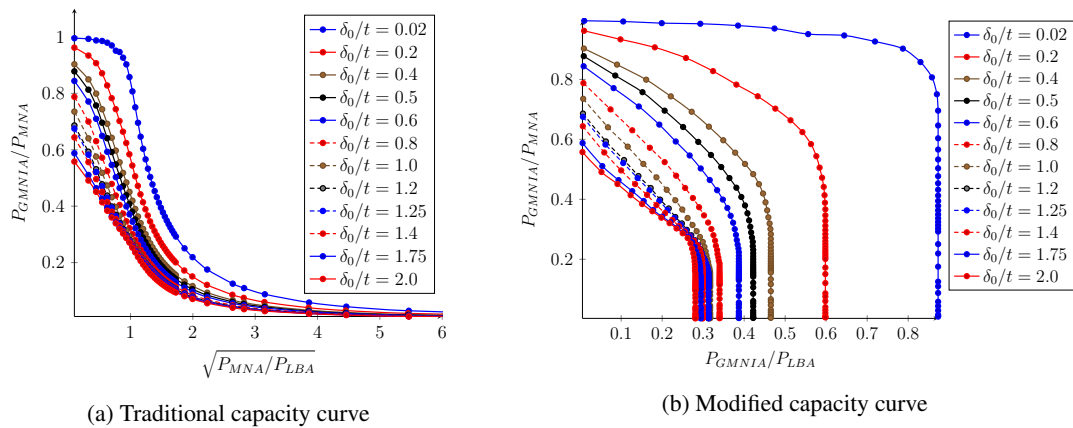 1
0.8
0.6
0.4
0.2
P_{GMNIA}/P_{MNA}
1
2
3
4
5
6
\sqrt{P_{MNA}/P_{LBA}}
δ_0/t = 0.02
δ_0/t = 0.2
δ_0/t = 0.4
δ_0/t = 0.5
δ_0/t = 0.6
δ_0/t = 0.8
δ_0/t = 1.0
δ_0/t = 1.2
δ_0/t = 1.25
δ_0/t = 1.4
δ_0/t = 1.75
δ_0/t = 2.0
(a) Traditional capacity curve
0.8
0.6
0.4
0.2
P_{GMNIA}/P_{MNA}
0.1
0.2
0.3
0.4
0.5
0.6
0.7
0.8
P_{GMNIA}/P_{LBA}
δ_0/t = 0.02
δ_0/t = 0.2
δ_0/t = 0.4
δ_0/t = 0.5
δ_0/t = 0.6
δ_0/t = 0.8
δ_0/t = 1.0
δ_0/t = 1.2
δ_0/t = 1.25
δ_0/t = 1.4
δ_0/t = 1.75
δ_0/t = 2.0
(b) Modified capacity curve